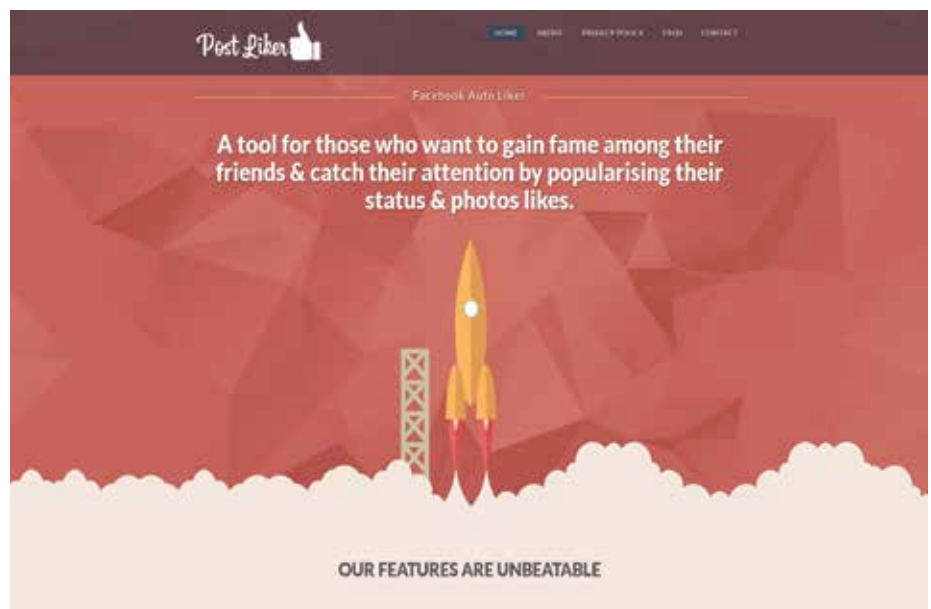 Post Liker
HOME ABOUT PRIVACY POLICY FAQs CONTACT
Facebook Auto Liker
A tool for those who want to gain fame among their
friends & catch their attention by popularising their
status & photos likes.
OUR FEATURES ARE UNBEATABLE